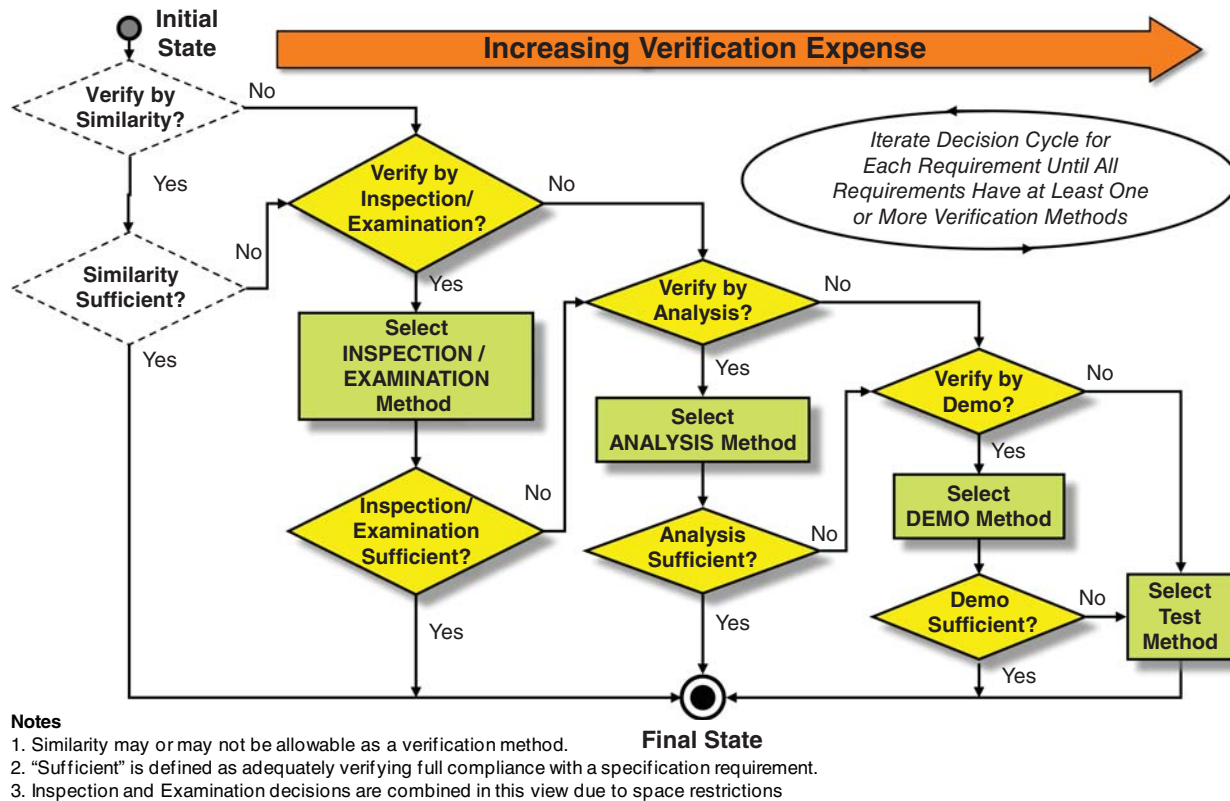 Initial
State
Increasing Verification Expense
Verify by
Similarity?
No
Yes
Similarity
Sufficient?
No
Yes
Verify by
Inspection/
Examination?
No
Yes
Select
INSPECTION /
EXAMINATION
Method
Inspection/
Examination
Sufficient?
No
Yes
Iterate Decision Cycle for
Each Requirement Until All
Requirements Have at Least One
or More Verification Methods
Verify by
Analysis?
No
Yes
Select
ANALYSIS Method
Analysis
Sufficient?
No
Yes
Verify by
Demo?
No
Yes
Select
DEMO Method
Demo
Sufficient?
No
Yes
Select
Test
Method
Final State
Notes
1. Similarity may or may not be allowable as a verification method.
2. “Sufficient” is defined as adequately verifying full compliance with a specification requirement.
3. Inspection and Examination decisions are combined in this view due to space restrictions